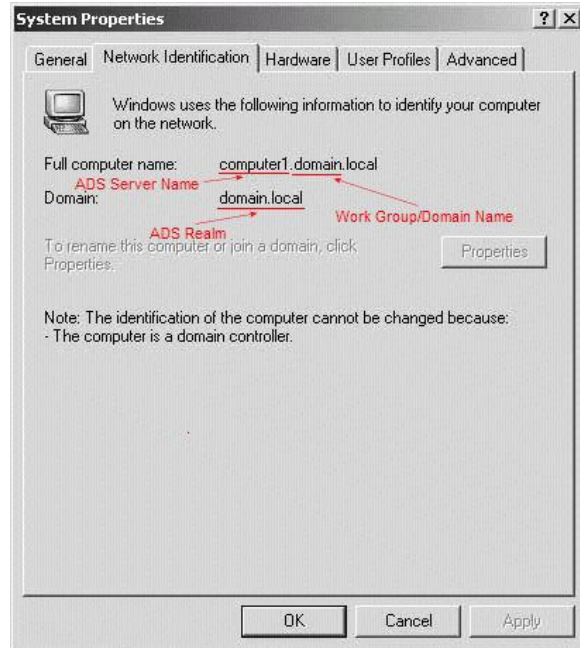 System Properties
General Network Identification Hardware User Profiles Advanced
Windows uses the following information to identify your computer
on the network.
Full computer name: computer1.domain.local
ADS Server Name
Domain: domain.local
Work Group/Domain Name
ADS Realm
To rename this computer or join a domain, click
Properties.
Properties
Note: The identification of the computer cannot be changed because:
- The computer is a domain controller.
OK Cancel Apply